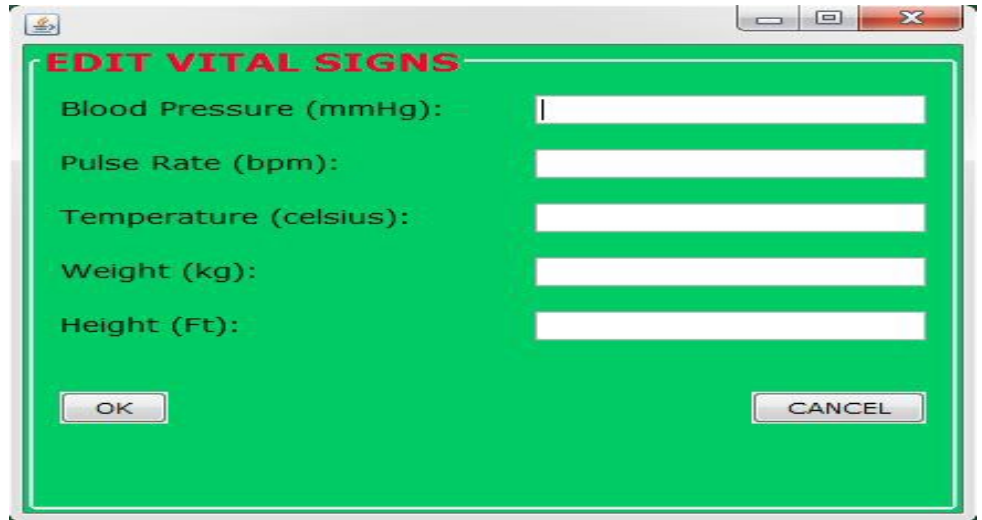 EDIT VITAL SIGNS
Blood Pressure (mmHg):
Pulse Rate (bpm):
Temperature (celsius):
Weight (kg):
Height (Ft):
OK CANCEL